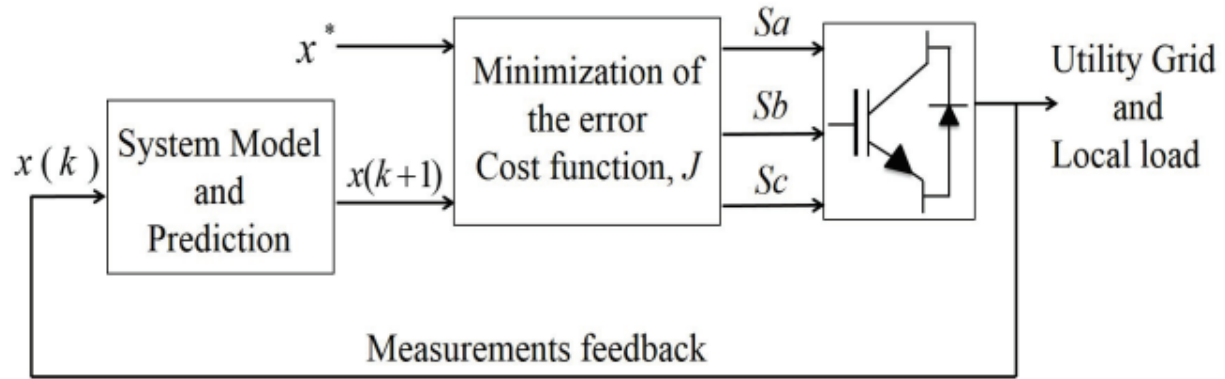 x*
Minimization of
the error
Cost function, J
Sa
Sb
Sc
Utility Grid
and
Local load
x(k)
System Model
and
Prediction
x(k+1)
Measurements feedback